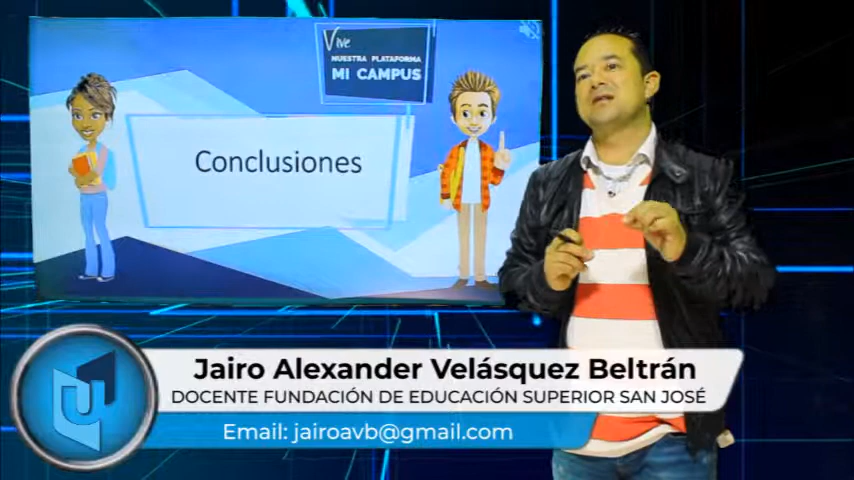 Vive
NUESTRA PLATAFORMA
MI CAMPUS
Conclusiones
Jairo Alexander Velásquez Beltrán
DOCENTE FUNDACIÓN DE EDUCACIÓN SUPERIOR SAN JOSÉ
Email: jairoavb@gmail.com